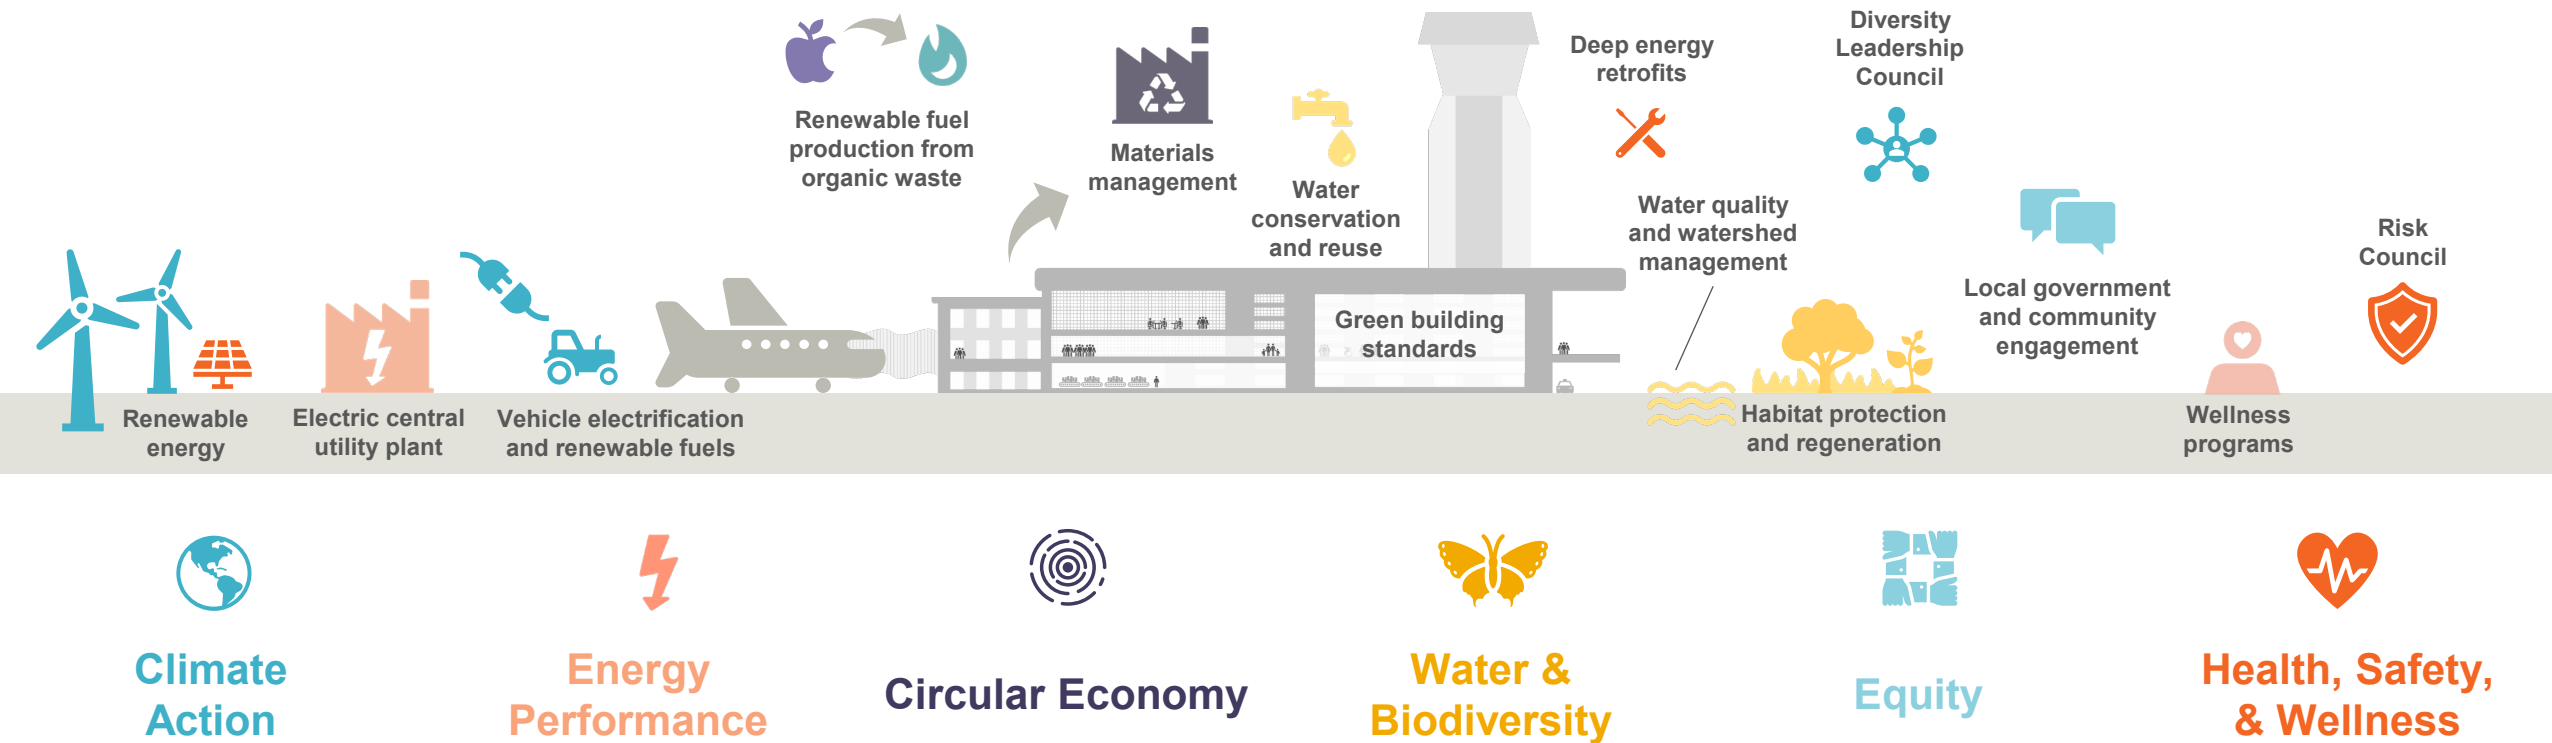 Renewable fuel
production from
organic waste
Materials
management
Water
conservation
and reuse
Deep energy
retrofits
Diversity
Leadership
Council
Water quality
and watershed
management
Local government
and community
engagement
Risk
Council
Green building
standards
Renewable
energy
Electric central
utility plant
Vehicle electrification
and renewable fuels
Habitat protection
and regeneration
Wellness
programs
Climate
Action
Energy
Performance
Circular Economy
Water &
Biodiversity
Equity
Health, Safety,
& Wellness